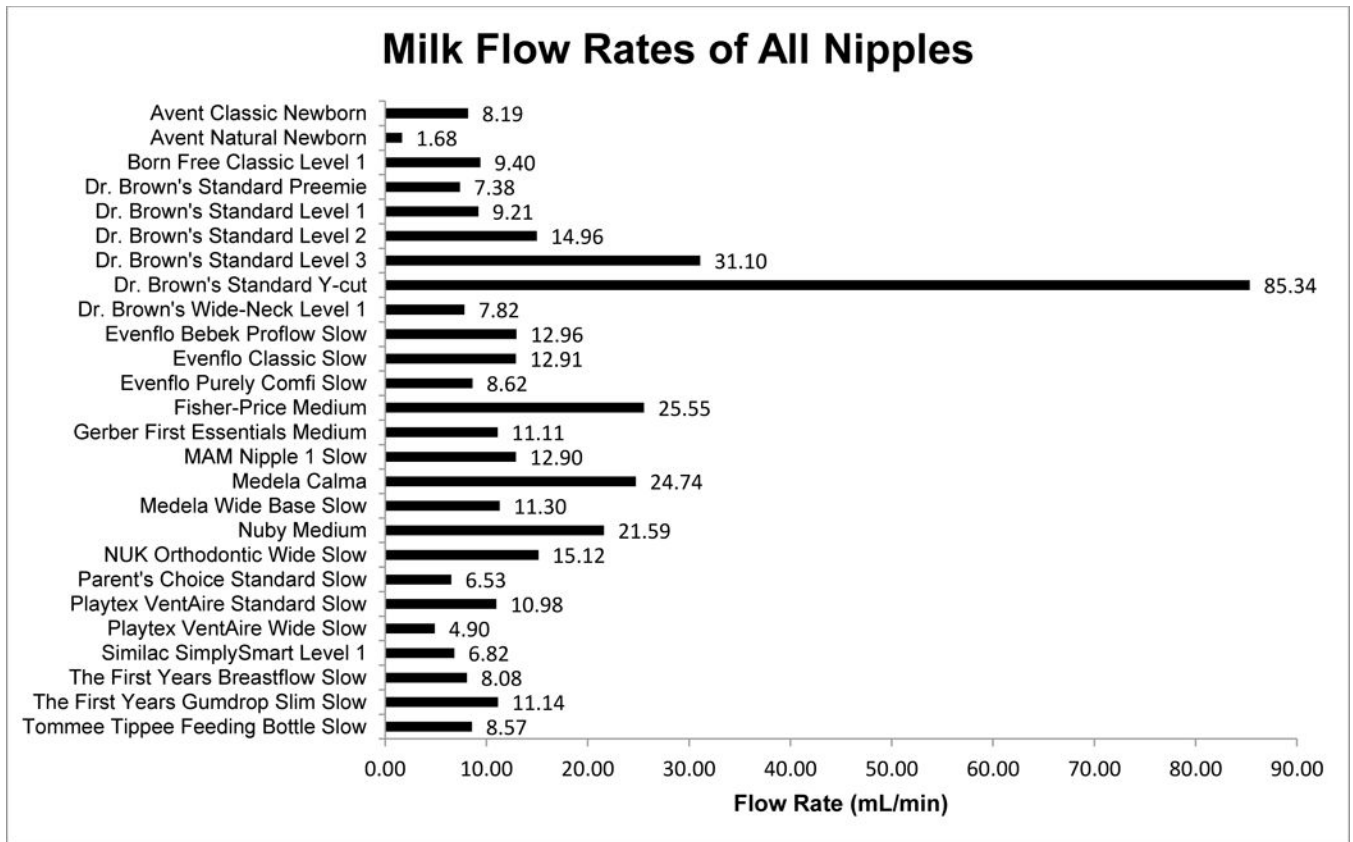 Milk Flow Rates of All Nipples
Avent Classic Newborn 8.19
Avent Natural Newborn 1.68
Born Free Classic Level 1 9.40
Dr. Brown's Standard Preemie 7.38
Dr. Brown's Standard Level 1 9.21
Dr. Brown's Standard Level 2 14.96
Dr. Brown's Standard Level 3 31.10
Dr. Brown's Standard Y-cut 85.34
Dr. Brown's Wide-Neck Level 1 7.82
Evenflo Bebek Proflow Slow 12.96
Evenflo Classic Slow 12.91
Evenflo Purely Comfi Slow 8.62
Fisher-Price Medium 25.55
Gerber First Essentials Medium 11.11
MAM Nipple 1 Slow 12.90
Medela Calma 24.74
Medela Wide Base Slow 11.30
Nuby Medium 21.59
NUK Orthodontic Wide Slow 15.12
Parent's Choice Standard Slow 6.53
Playtex VentAire Standard Slow 10.98
Playtex VentAire Wide Slow 4.90
Similac SimplySmart Level 1 6.82
The First Years Breastflow Slow 8.08
The First Years Gumdrop Slim Slow 11.14
Tommee Tippee Feeding Bottle Slow 8.57
0.00 10.00 20.00 30.00 40.00 50.00 60.00 70.00 80.00 90.00
Flow Rate (mL/min)